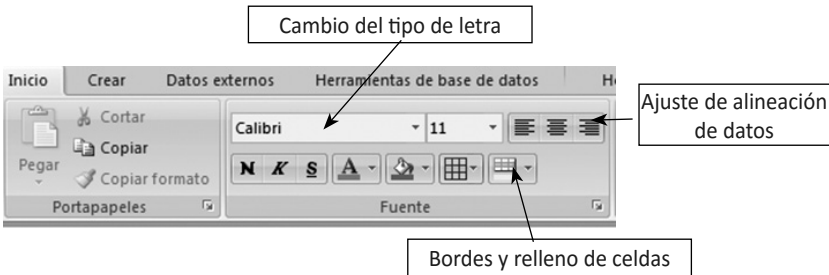 Cambio del tipo de letra
Inicio Crear Datos externos Herramientas de base de datos
Cortar
Copiar
Copiar formato
Pegar
Portapapeles
Calibri 11
N K S A
Fuente
Ajuste de alineación
de datos
Bordes y relleno de celdas